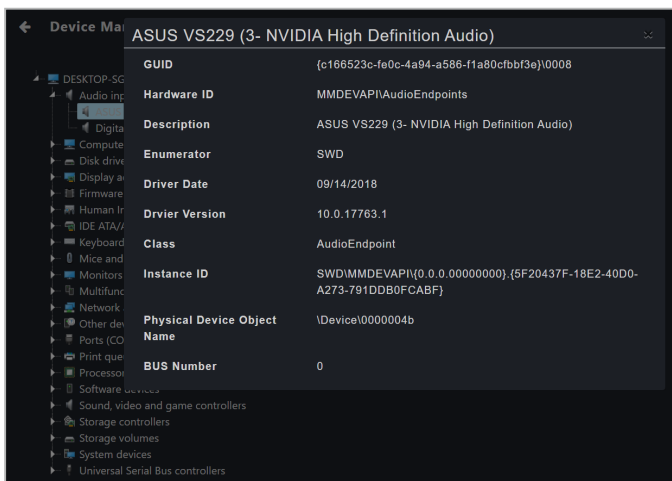 Device Ma
ASUS VS229 (3- NVIDIA High Definition Audio)
GUID
{c166523c-fe0c-4a94-a586-f1a80cfbbf3e}\0008
Hardware ID
MMDEVAPI\AudioEndpoints
Description
ASUS VS229 (3- NVIDIA High Definition Audio)
Enumerator
SWD
Driver Date
09/14/2018
Drvier Version
10.0.17763.1
Class
AudioEndpoint
Instance ID
SWD\MMDEVAPI\{0.0.0.00000000}.{5F20437F-18E2-40D0-
A273-791DDB0FCABF}
Physical Device Object
Name
\Device\0000004b
BUS Number
0
DESKTOP-SG
Audio inp
Digita
Compute
Disk drive
Display a
Firmware
Human In
IDE ATA/A
Keyboard
Mice and
Monitors
Multifunc
Network
Other dev
Ports (CO
Print que
Processo
Software devices
Sound, video and game controllers
Storage controllers
Storage volumes
System devices
Universal Serial Bus controllers